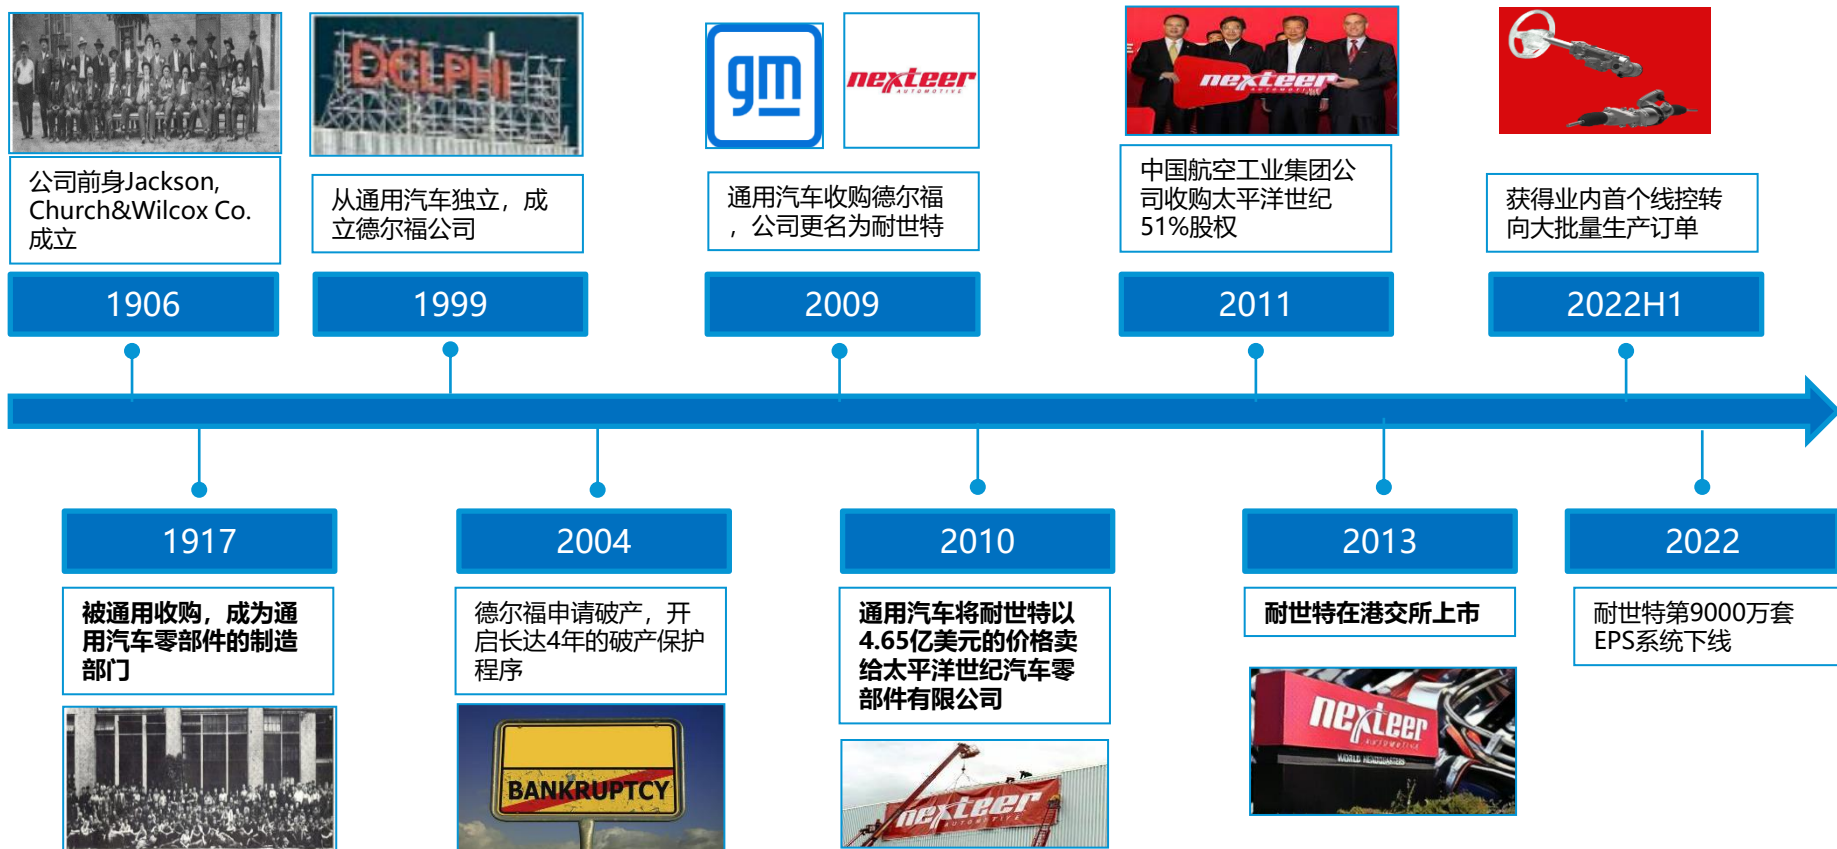 DELPHI
gm
nexteer
AUTOMOTIVE
nexteer
AUTOMOTIVE
公司前身Jackson,
Church&Wilcox Co.
成立
从通用汽车独立，成
立德尔福公司
通用汽车收购德尔福
，公司更名为耐世特
中国航空工业集团公
司收购太平洋世纪
51%股权
获得业内首个线控转
向大批量生产订单
1906
1999
2009
2011
2022H1
1917
2004
2010
2013
2022
被通用收购，成为通
用汽车零部件的制造
部门
德尔福申请破产，开
启长达4年的破产保护
程序
通用汽车将耐世特以
4.65亿美元的价格卖
给太平洋世纪汽车零
部件有限公司
耐世特在港交所上市
耐世特第9000万套
EPS系统下线
BANKRUPTCY
nexteer
AUTOMOTIVE
nexteer
AUTOMOTIVE
WORLD HEADQUARTERS